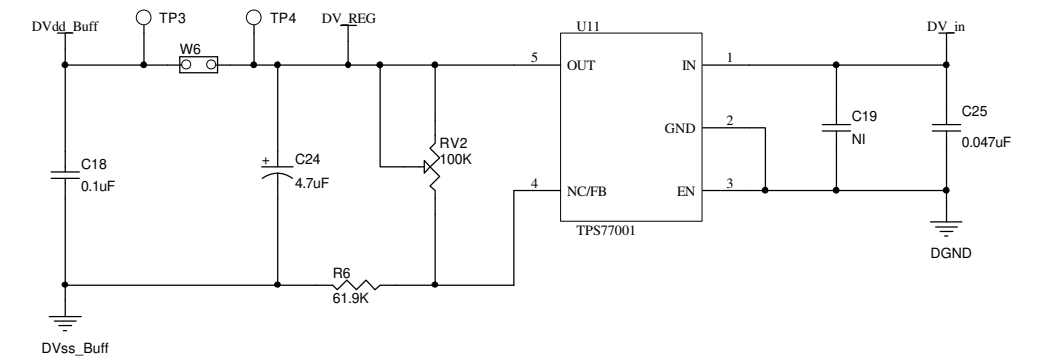 TP3
TP4
DV_REG
DVdd_Buff
W6
U11
DV_in
5
OUT
IN
1
C19
NI
C25
0.047uF
GND
2
RV2
100K
C18
0.1uF
+
C24
4.7uF
4
NC/FB
EN
3
TPS77001
DGND
R6
61.9K
DVss_Buff